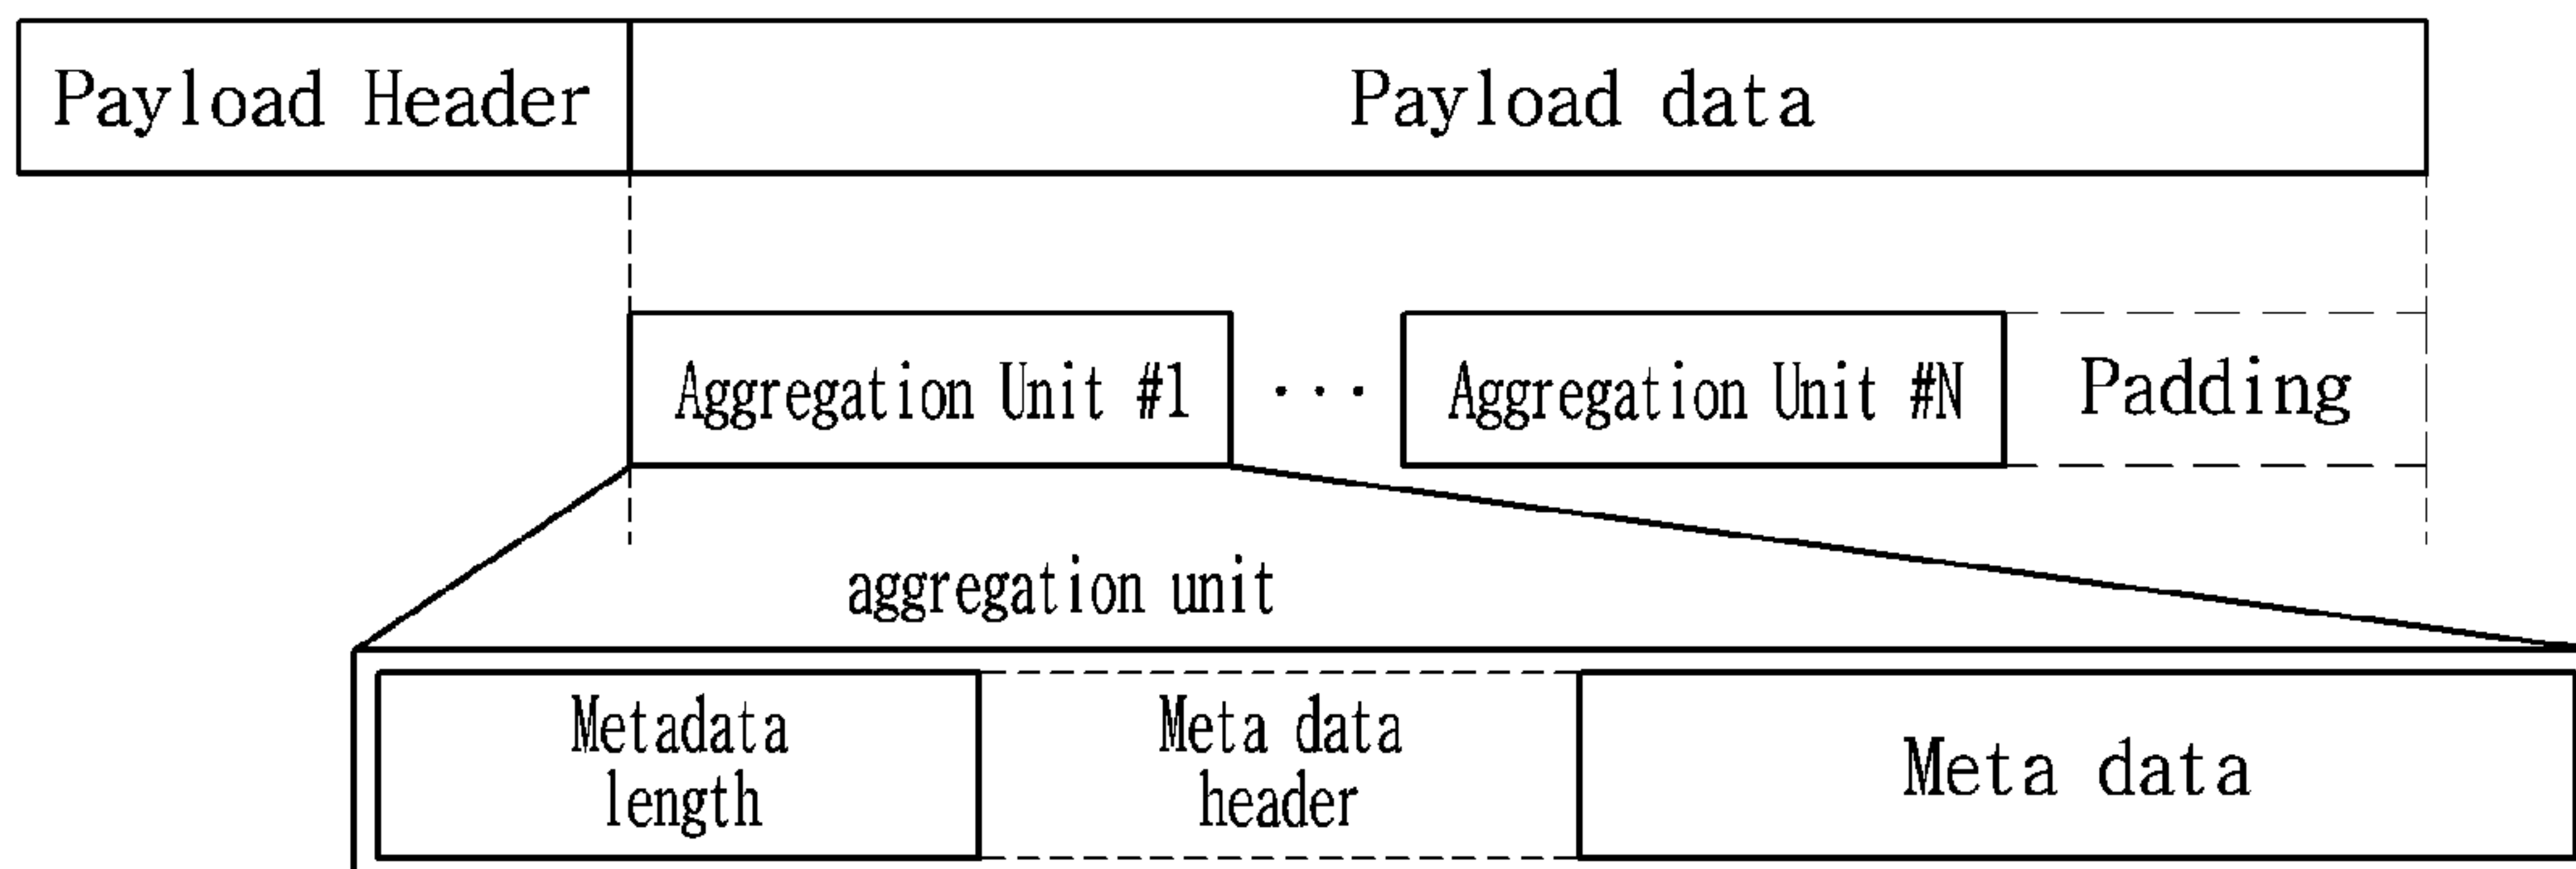 Payload Header
Payload data
Aggregation Unit #1
···
Aggregation Unit #N
Padding
aggregation unit
Metadata
length
Meta data
header
Meta data